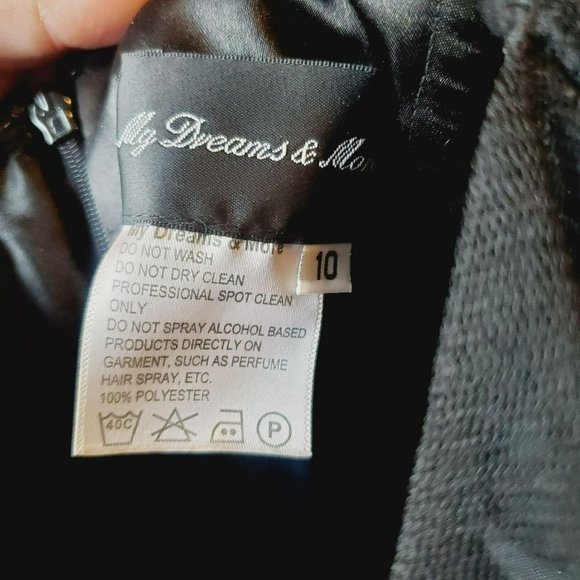 My Dreams & Mor
My Dreams & More
10
DO NOT WASH
DO NOT DRY CLEAN
PROFESSIONAL SPOT CLEAN
ONLY
DO NOT SPRAY ALCOHOL BASED
PRODUCTS DIRECTLY ON
GARMENT, SUCH AS PERFUME
HAIR SPRAY, ETC.
100% POLYESTER
40C P